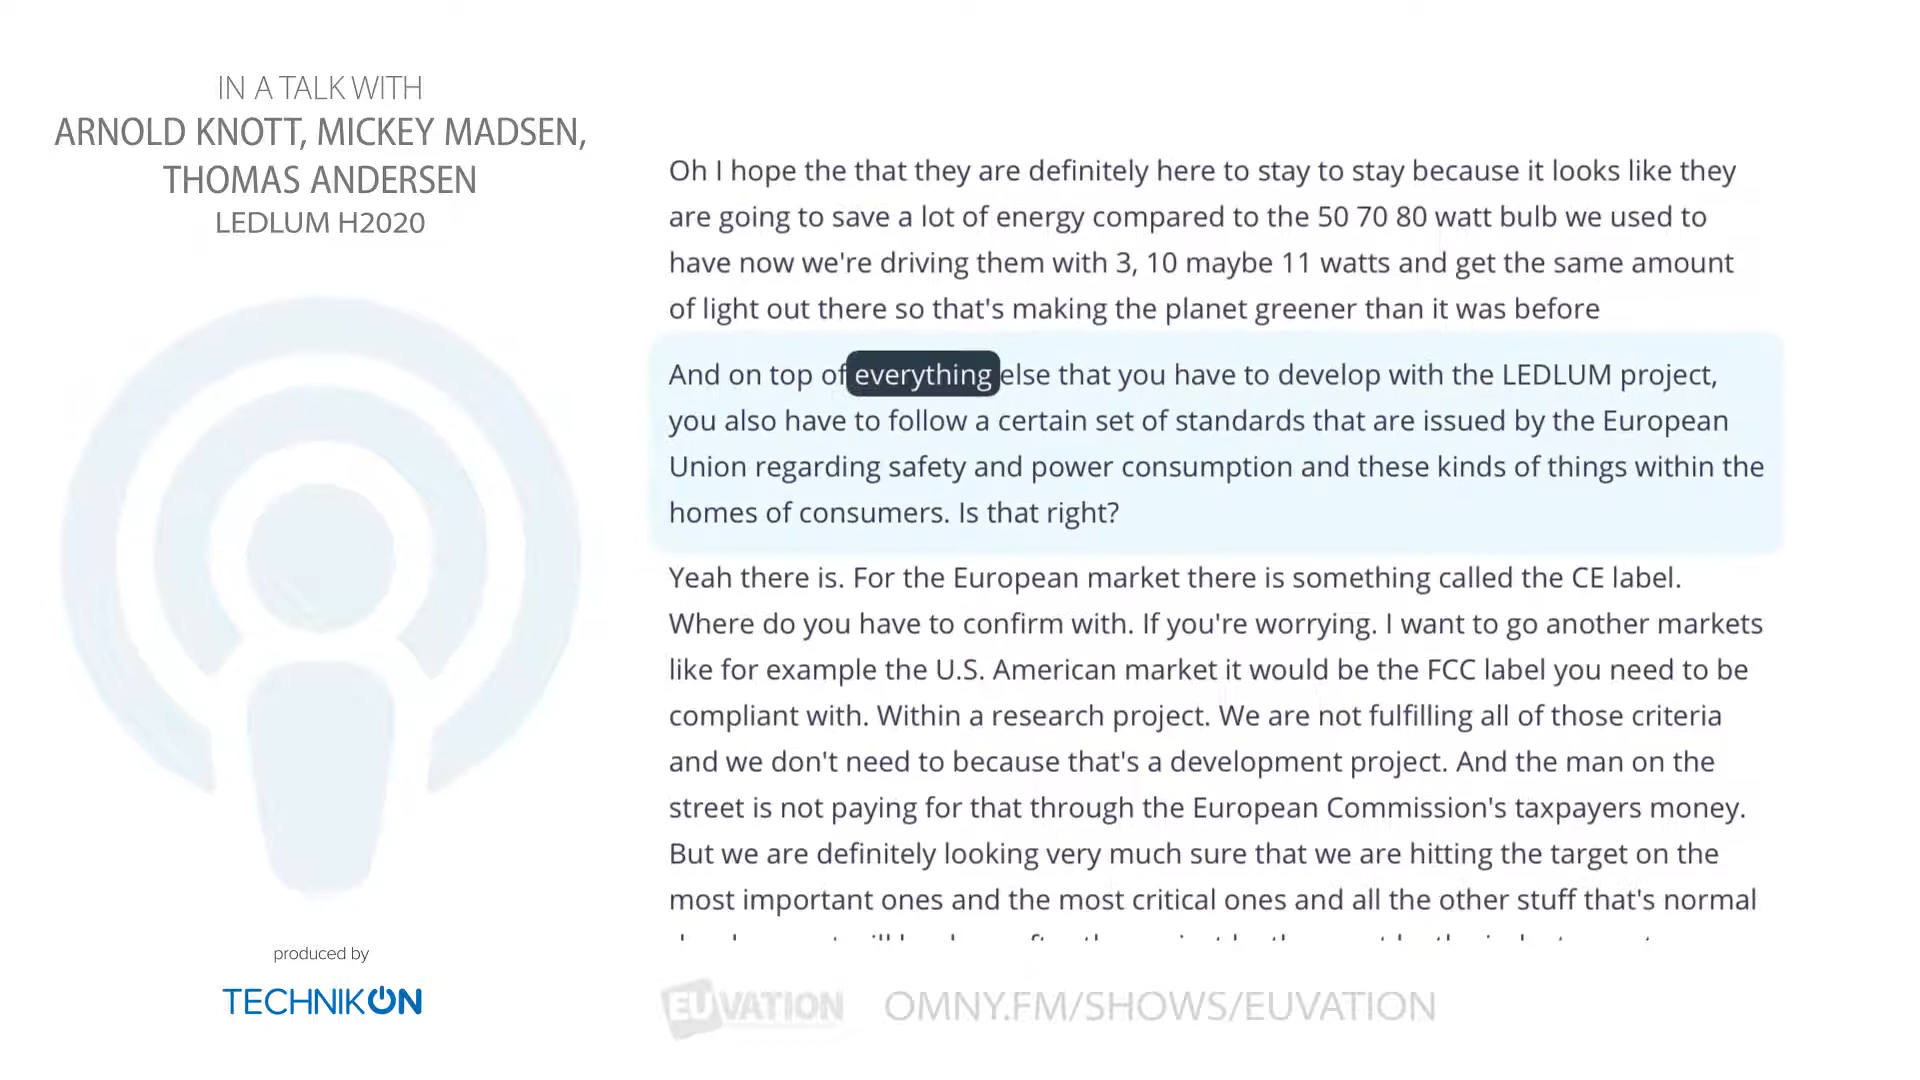 IN A TALK WITH
ARNOLD KNOTT, MICKEY MADSEN,
THOMAS ANDERSEN
LEDLUM H2020
Oh I hope the that they are definitely here to stay to stay because it looks like they
are going to save a lot of energy compared to the 50 70 80 watt bulb we used to
have now we're driving them with 3, 10 maybe 11 watts and get the same amount
of light out there so that's making the planet greener than it was before
And on top of everything else that you have to develop with the LEDLUM project,
you also have to follow a certain set of standards that are issued by the European
Union regarding safety and power consumption and these kinds of things within the
homes of consumers. Is that right?
Yeah there is. For the European market there is something called the CE label.
Where do you have to confirm with. If you're worrying. I want to go another markets
like for example the U.S. American market it would be the FCC label you need to be
compliant with. Within a research project. We are not fulfilling all of those criteria
and we don't need to because that's a development project. And the man on the
street is not paying for that through the European Commission's taxpayers money.
But we are definitely looking very much sure that we are hitting the target on the
most important ones and the most critical ones and all the other stuff that's normal
produced by
TECHNIKON
EUVATION
OMNY.FM/SHOWS/EUVATION